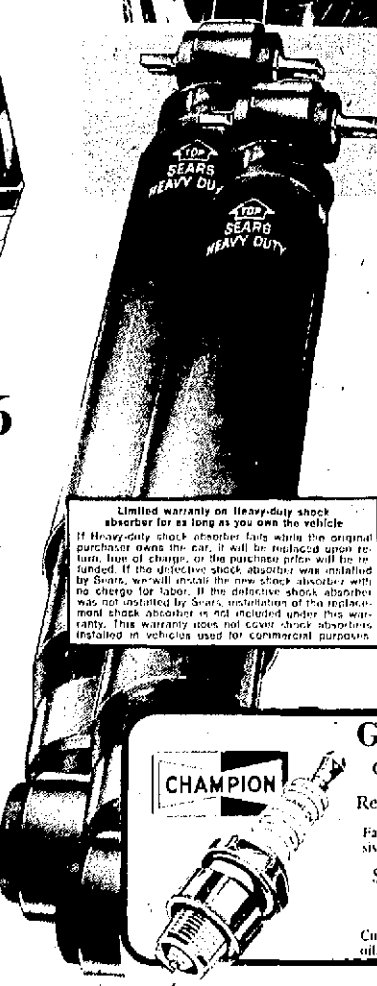 TOP
SEARS
HEAVY DUTY
TOP
SEARS
HEAVY DUTY
6
Limited warranty on Heavy-duty shock
absorber for as long as you own the vehicle
If Heavy-duty shock absorber fails while the original
purchaser owns the car, it will be replaced upon re-
turn, free of charge, or the purchase price will be re-
funded. If the defective shock absorber was installed
by Sears, we will install the new shock absorber with
no charge for labor. If the defective shock absorber
was not installed by Sears, installation of the replace-
ment shock absorber is not included under this war-
ranty. This warranty does not cover shock absorbers
installed in vehicles used for commercial purposes
CHAMPION
G
Re
Fa
siv
S
Cu
oil